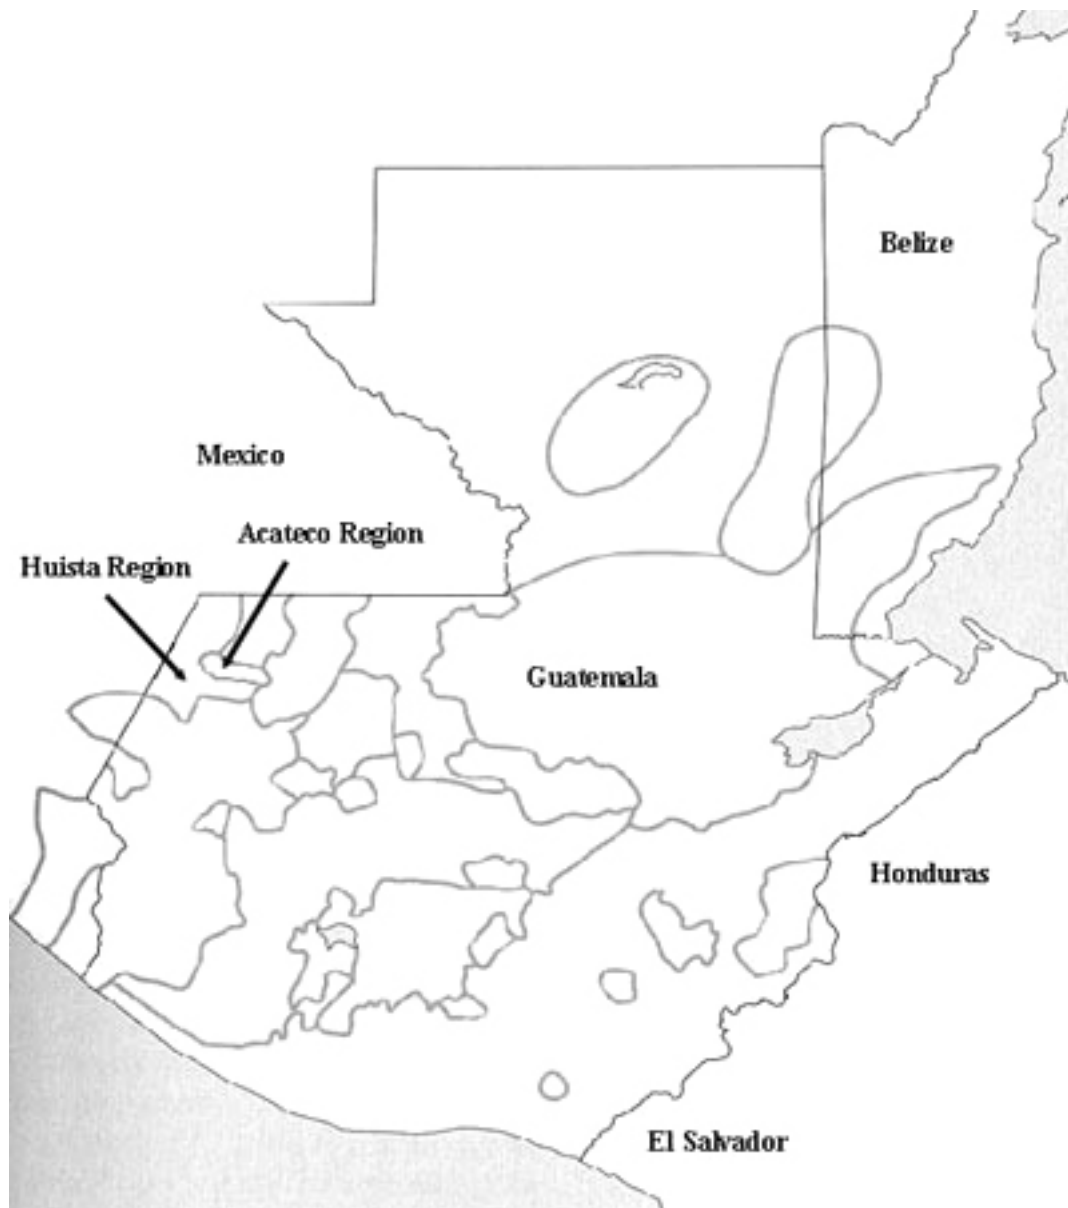 Belize
Mexico
Acateco Region
Huista Region
Guatemala
Honduras
El Salvador